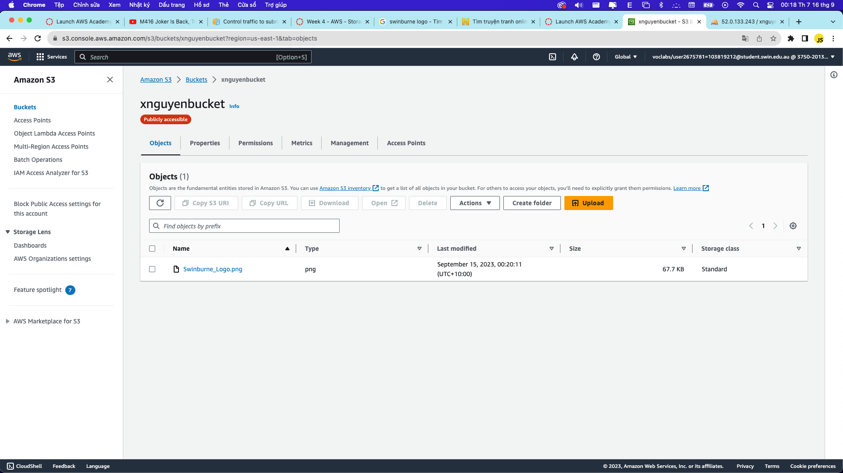 Chrome Tệp Chỉnh sửa Xem Nhật ký Dấu trang Hồ sơ Thẻ Cửa sổ Trợ giúp 00:18 Th 7 16 thg 9
Launch AWS Academ
M416 Joker is Back, T
Control traffic to subn
Week 4 - AWS - Stora
swinburne logo - Tìm
Tìm truyện tranh onlin
Launch AWS Academ
xnguyenbucket - S3 b
52.0.133.243 / xnguye
s3.console.aws.amazon.com/s3/buckets/xnguyenbucket?region=us-east-1&tab=objects
aws Services Search [Option+S] Global voclabs/user2675781=103819212@student.swin.edu.au @ 3750-2013...
Amazon S3
Buckets
Access Points
Object Lambda Access Points
Multi-Region Access Points
Batch Operations
IAM Access Analyzer for S3
Block Public Access settings for
this account
Storage Lens
Dashboards
AWS Organizations settings
Feature spotlight 7
AWS Marketplace for S3
Amazon S3 > Buckets > xnguyenbucket
xnguyenbucket Info
Publicly accessible
Objects Properties Permissions Metrics Management Access Points
Objects (1)
Objects are the fundamental entities stored in Amazon S3. You can use Amazon S3 inventory to get a list of all objects in your bucket. For others to access your objects, you'll need to explicitly grant them permissions. Learn more
Copy S3 URI Copy URL Download Open Delete Actions Create folder Upload
Find objects by prefix
1
Name Type Last modified Size Storage class
Swinburne_Logo.png png September 15, 2023, 00:20:11 (UTC+10:00) 67.7 KB Standard
CloudShell Feedback Language © 2023, Amazon Web Services, Inc. or its affiliates. Privacy Terms Cookie preferences